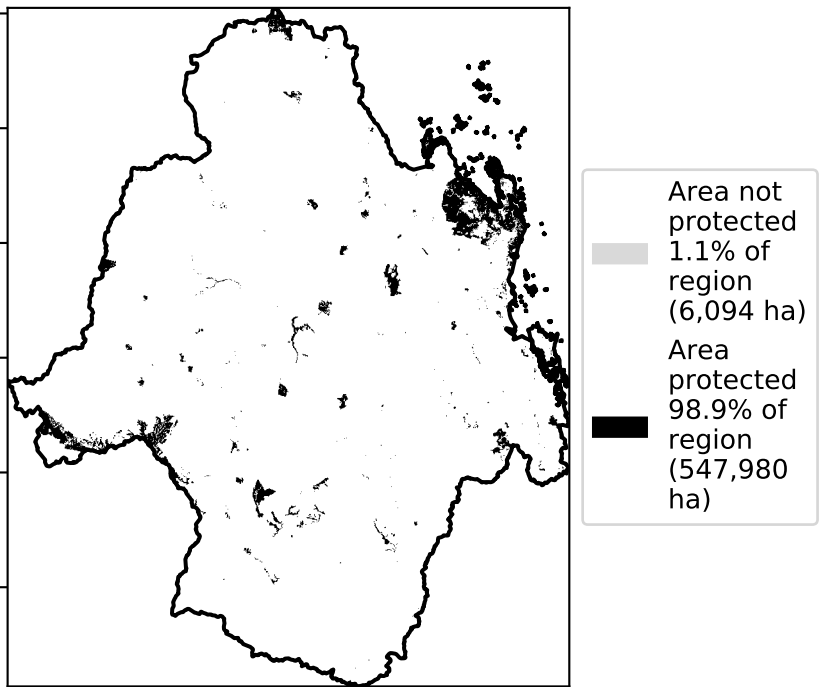 Area not
protected
1.1% of
region
(6,094 ha)
Area
protected
98.9% of
region
(547,980
ha)